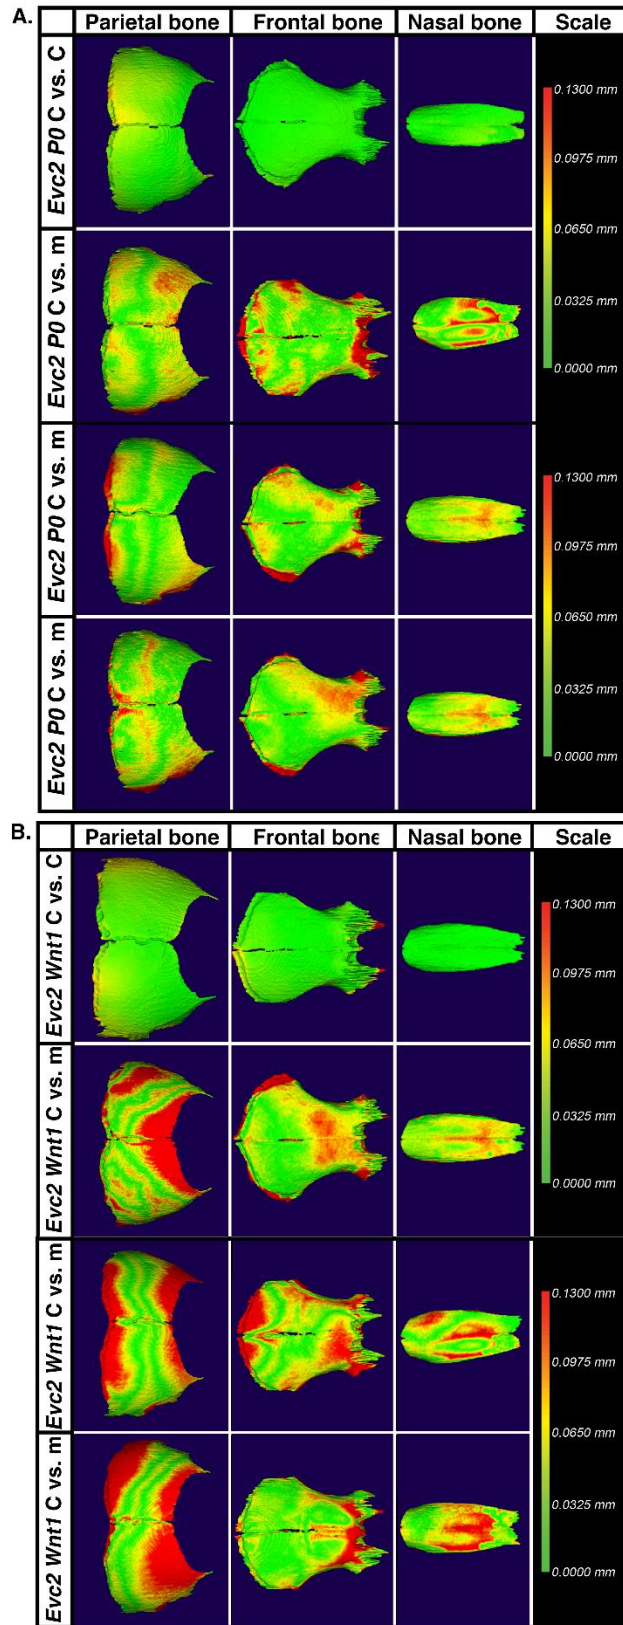 A.
Parietal bone Frontal bone Nasal bone Scale
Evc2 P0 C vs. C
0.1300 mm
0.0975 mm
0.0650 mm
0.0325 mm
0.0000 mm
Evc2 P0 C vs. m
Evc2 P0 C vs. m
0.1300 mm
0.0975 mm
0.0650 mm
0.0325 mm
0.0000 mm
Evc2 P0 C vs. m
B.
Parietal bone Frontal bone Nasal bone Scale
Evc2 Wnt1 C vs. C
0.1300 mm
0.0975 mm
0.0650 mm
0.0325 mm
0.0000 mm
Evc2 Wnt1 C vs. m
Evc2 Wnt1 C vs. m
0.1300 mm
0.0975 mm
0.0650 mm
0.0325 mm
0.0000 mm
Evc2 Wnt1 C vs. m